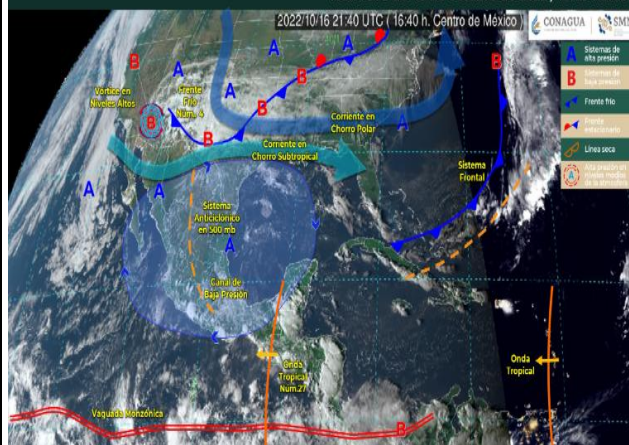 2022/10/16 21:40 UTC ( 16:40 h. Centro de México )
CONAGUA
SMN
A
Sistemas de
alta presión
B
Sistemas de
baja presión
Frente frío
Frente
estacionario
Línea seca
A
Alta presión en
niveles medios
de la atmósfera
B
A
A
A
A
B
B
B
B
B
B
Vórtice en
Niveles Altos
Frente
Frío
Núm. 4
Corriente en
Chorro Polar
A
Corriente en
Chorro Subtropical
Sistema
Frontal
A
A
Sistema
Anticiclónico
en 500 mb
A
Canal de
Baja Presión
Onda
Tropical
Núm.27
Onda
Tropical
Vaguada Monzónica
B